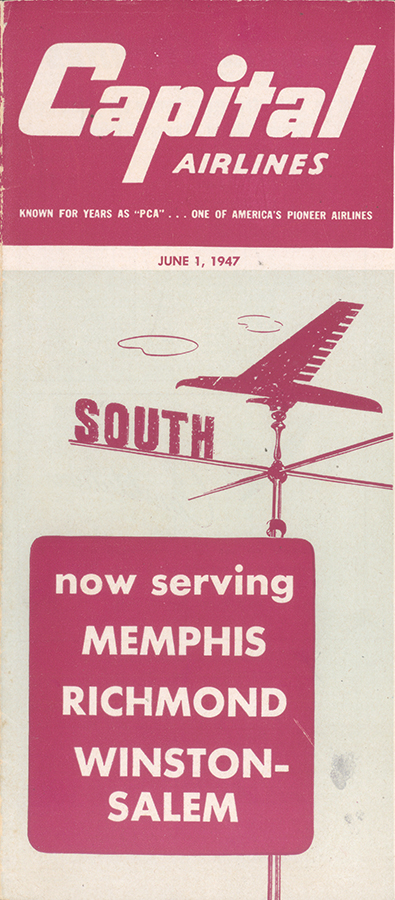 Capital
AIRLINES
KNOWN FOR YEARS AS "PCA" . . . ONE OF AMERICA'S PIONEER AIRLINES
JUNE 1, 1947
SOUTH
now serving
MEMPHIS
RICHMOND
WINSTON-
SALEM